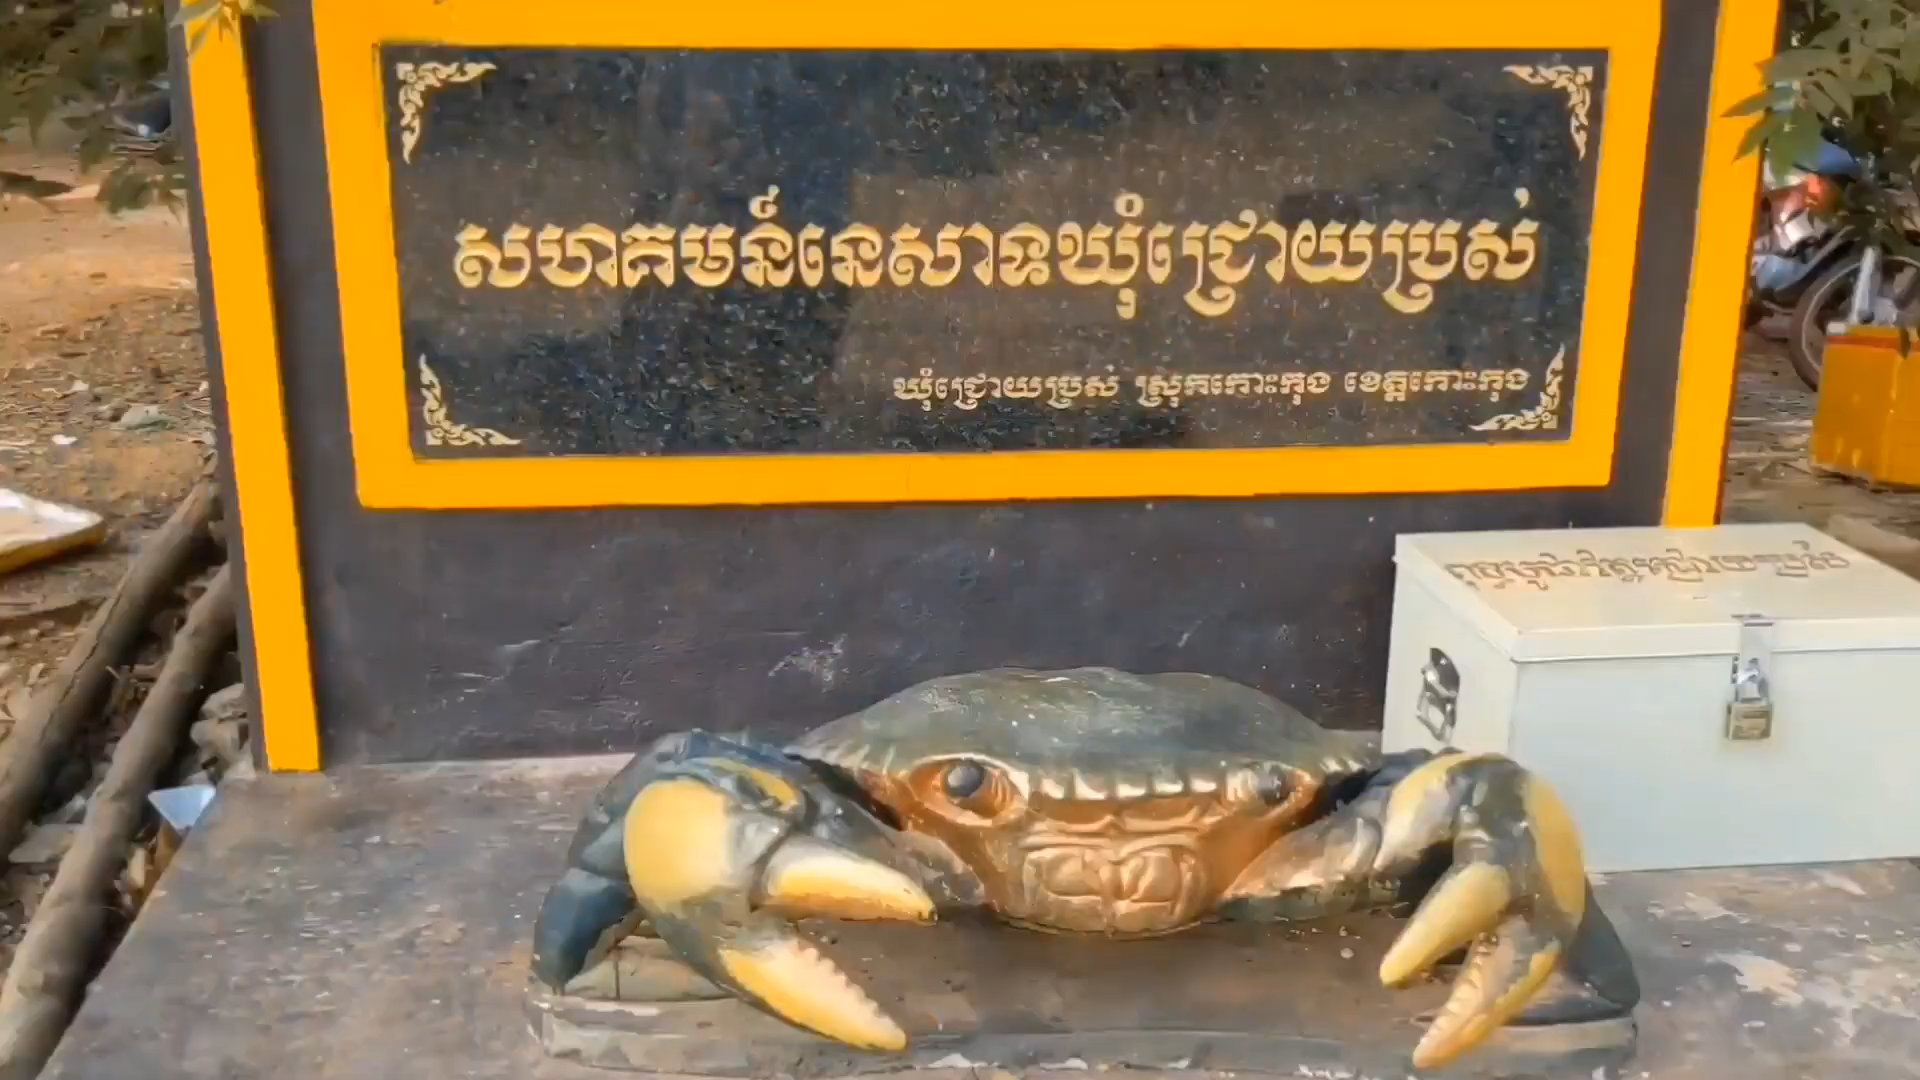 សហគមន៍នេសាទឃុំជ្រោយប្រស់
ឃុំជ្រោយប្រស់ ស្រុកកោះកុង ខេត្តកោះកុង